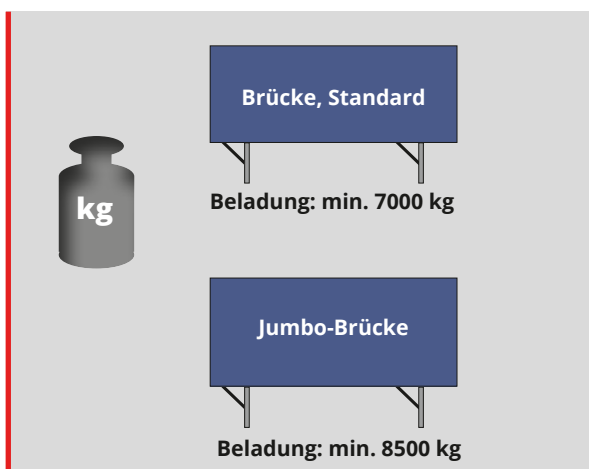 Brücke, Standard
kg
Beladung: min. 7000 kg
Jumbo-Brücke
Beladung: min. 8500 kg